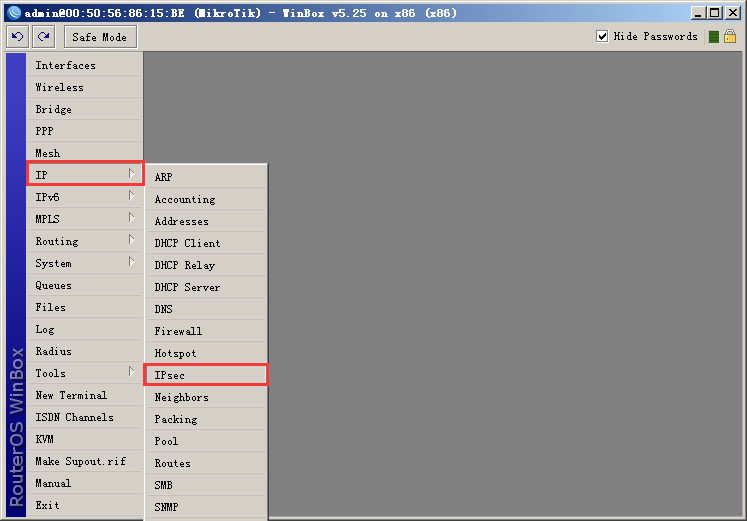 admin@00:50:56:86:15:BE (MikroTik) - WinBox v5.25 on x86 (x86)
Safe Mode
Hide Passwords
Interfaces
Wireless
Bridge
PPP
Mesh
IP
IPv6
MPLS
Routing
System
Queues
Files
Log
Radius
Tools
New Terminal
ISDN Channels
KVM
Make Supout.rif
Manual
Exit
ARP
Accounting
Addresses
DHCP Client
DHCP Relay
DHCP Server
DNS
Firewall
Hotspot
IPsec
Neighbors
Packing
Pool
Routes
SMB
SNMP
RouterOS WinBox